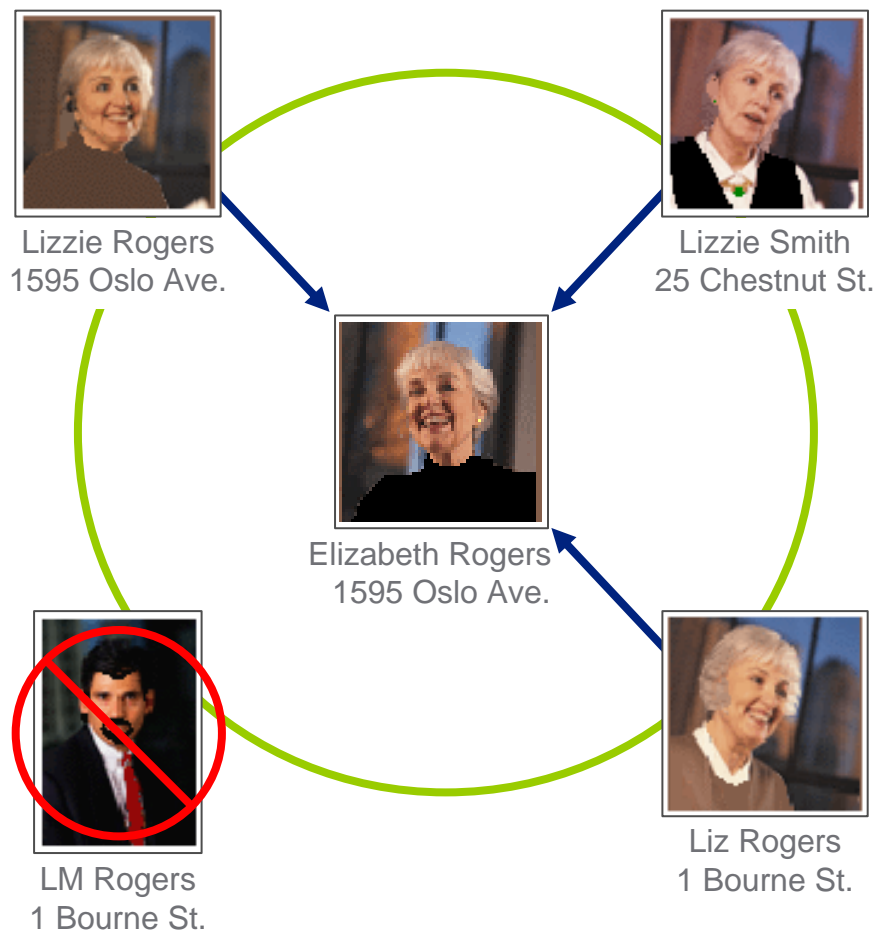 Lizzie Rogers
1595 Oslo Ave.
Lizzie Smith
25 Chestnut St.
Elizabeth Rogers
1595 Oslo Ave.
LM Rogers
1 Bourne St.
Liz Rogers
1 Bourne St.